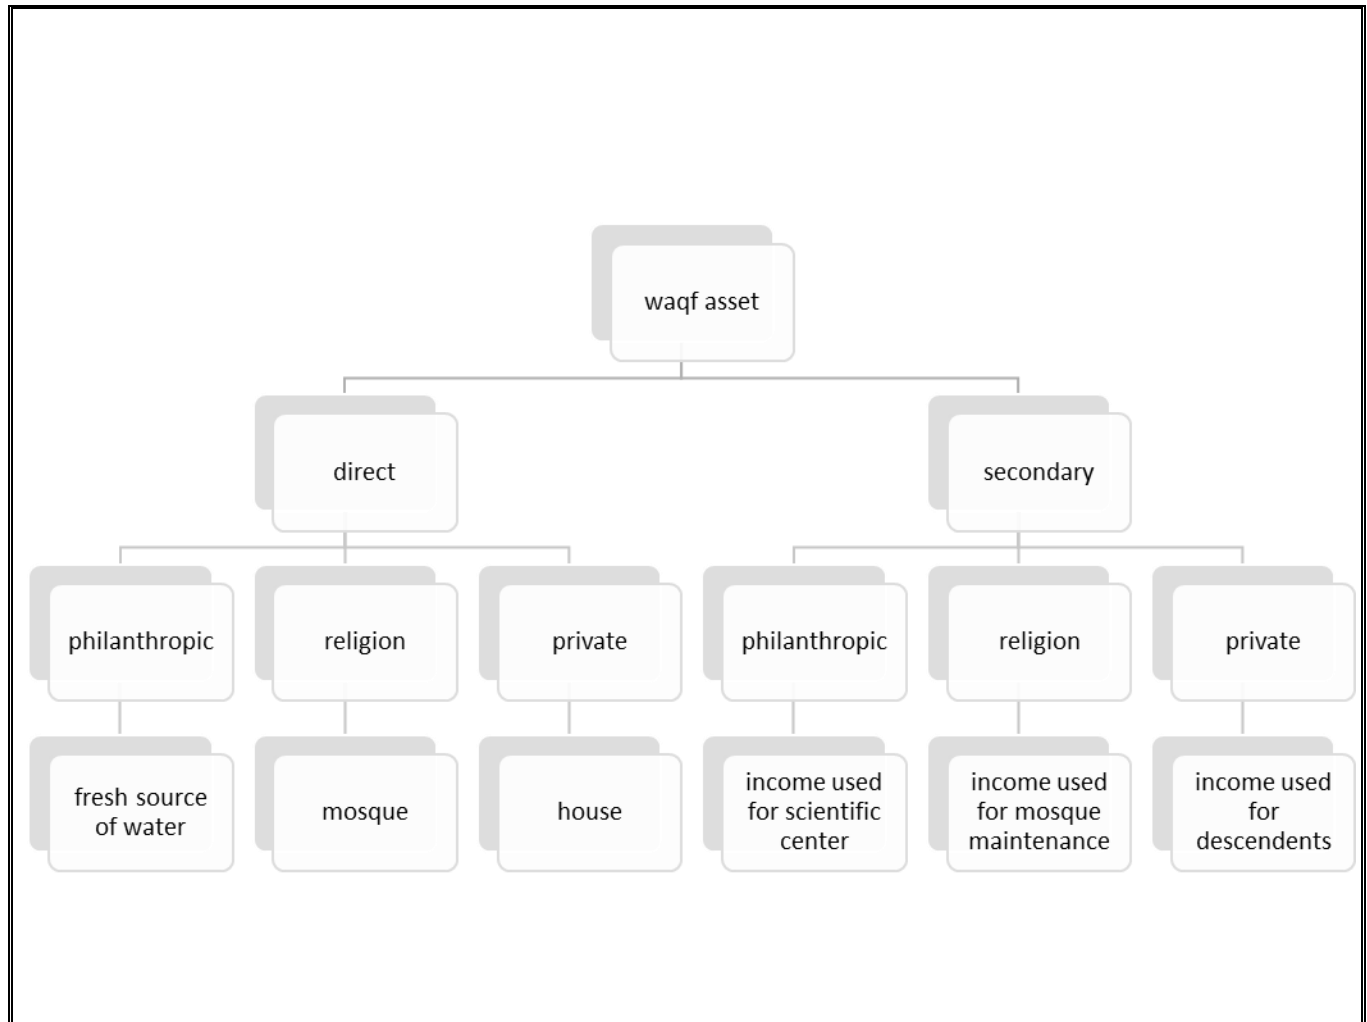 waqf asset
direct
secondary
philanthropic
religion
private
philanthropic
religion
private
fresh source
of water
mosque
house
income used
for scientific
center
income used
for mosque
maintenance
income used
for
descendents